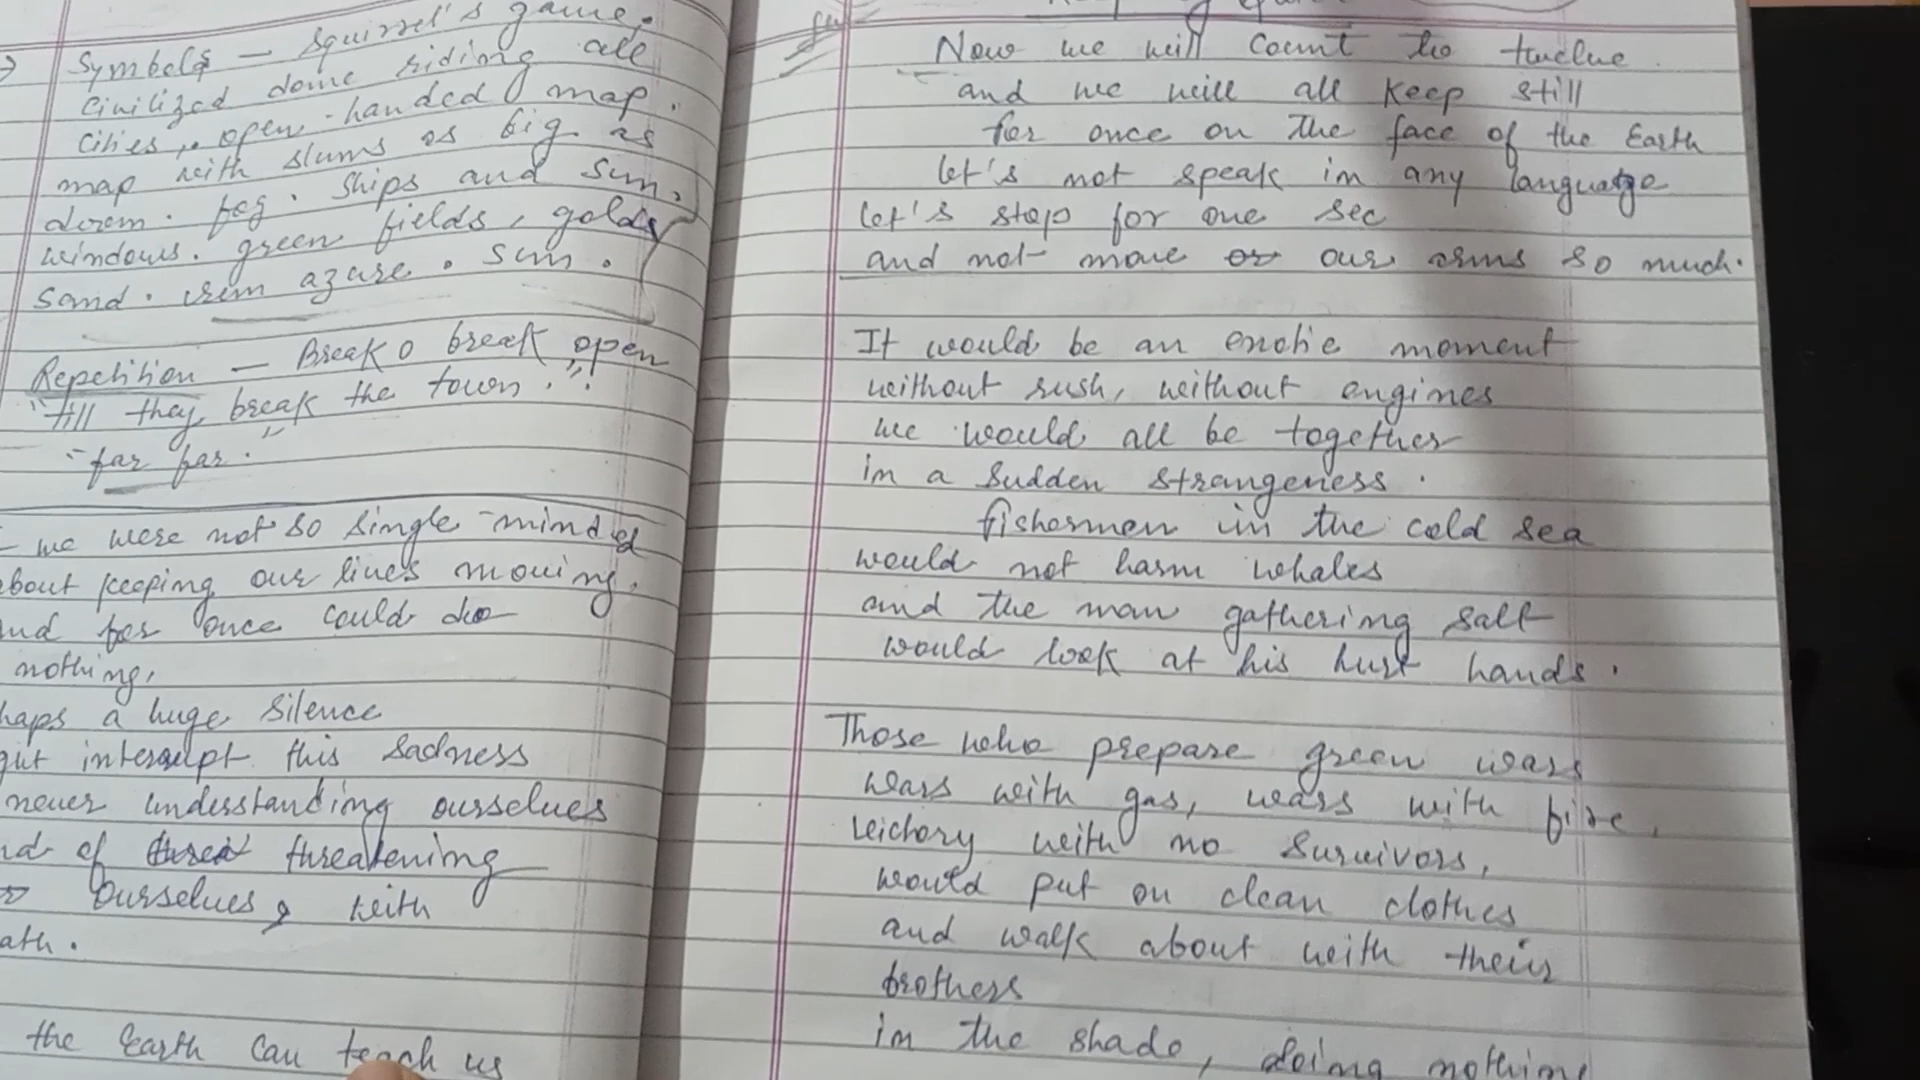 Symbols — Squirrel's game.
Civilized dome riding all
Cities, open-handed map.
map with slums as big as
doom. fog. Ships and Sun,
windows. green fields, gold
Sand. azure. Sun.
Repetition — Break o break open
"till they break the town."
"far far."
we were not so single-minded
about keeping our lives moving,
and for once could do
nothing,
haps a huge Silence
interrupt this Sadness
never understanding ourselves
of threatening
ourselves, with
ath.
the Earth Can teach us
Now we will Count to twelve
and we will all keep still
for once on the face of the Earth
let's not speak in any language
let's stop for one sec
and not move our arms so much.
It would be an exotic moment
without rush, without engines
we would all be together
in a Sudden strangeness.
fishermen in the cold sea
would not harm whales
and the man gathering salt
would look at his hurt hands.
Those who prepare green wars
wars with gas, wars with fire,
victory with no Survivors,
would put on clean clothes
and walk about with their
brothers
in the shade, doing nothing